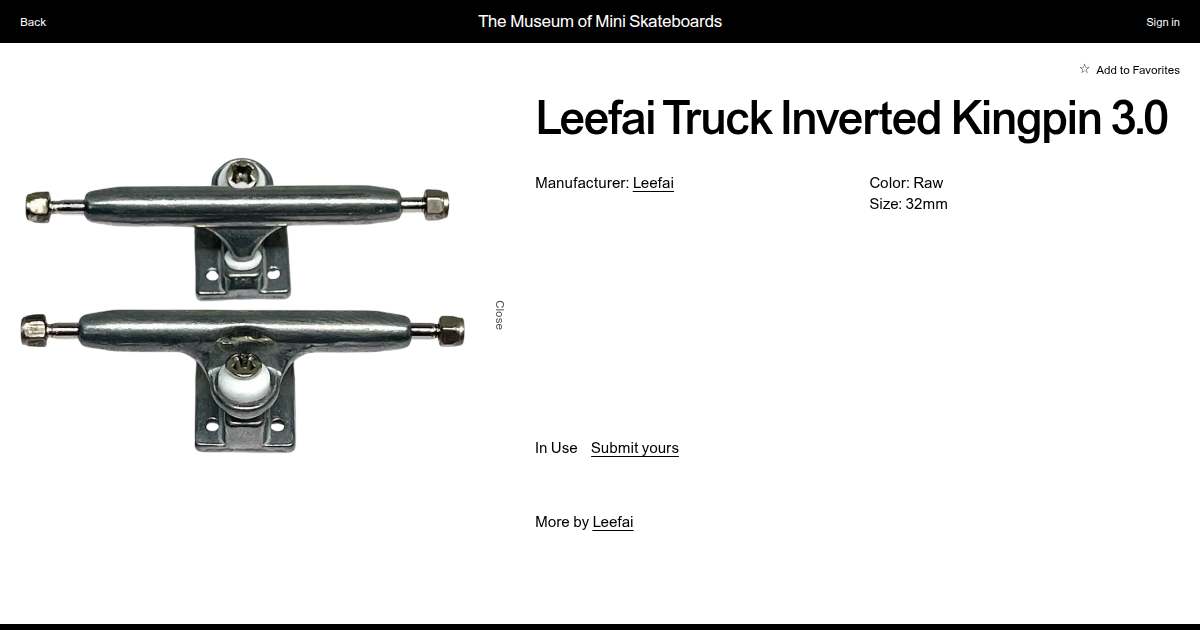 Back
The Museum of Mini Skateboards
Sign in
☆ Add to Favorites
Leefai Truck Inverted Kingpin 3.0
Manufacturer: Leefai
Color: Raw
Size: 32mm
Close
In Use Submit yours
More by Leefai